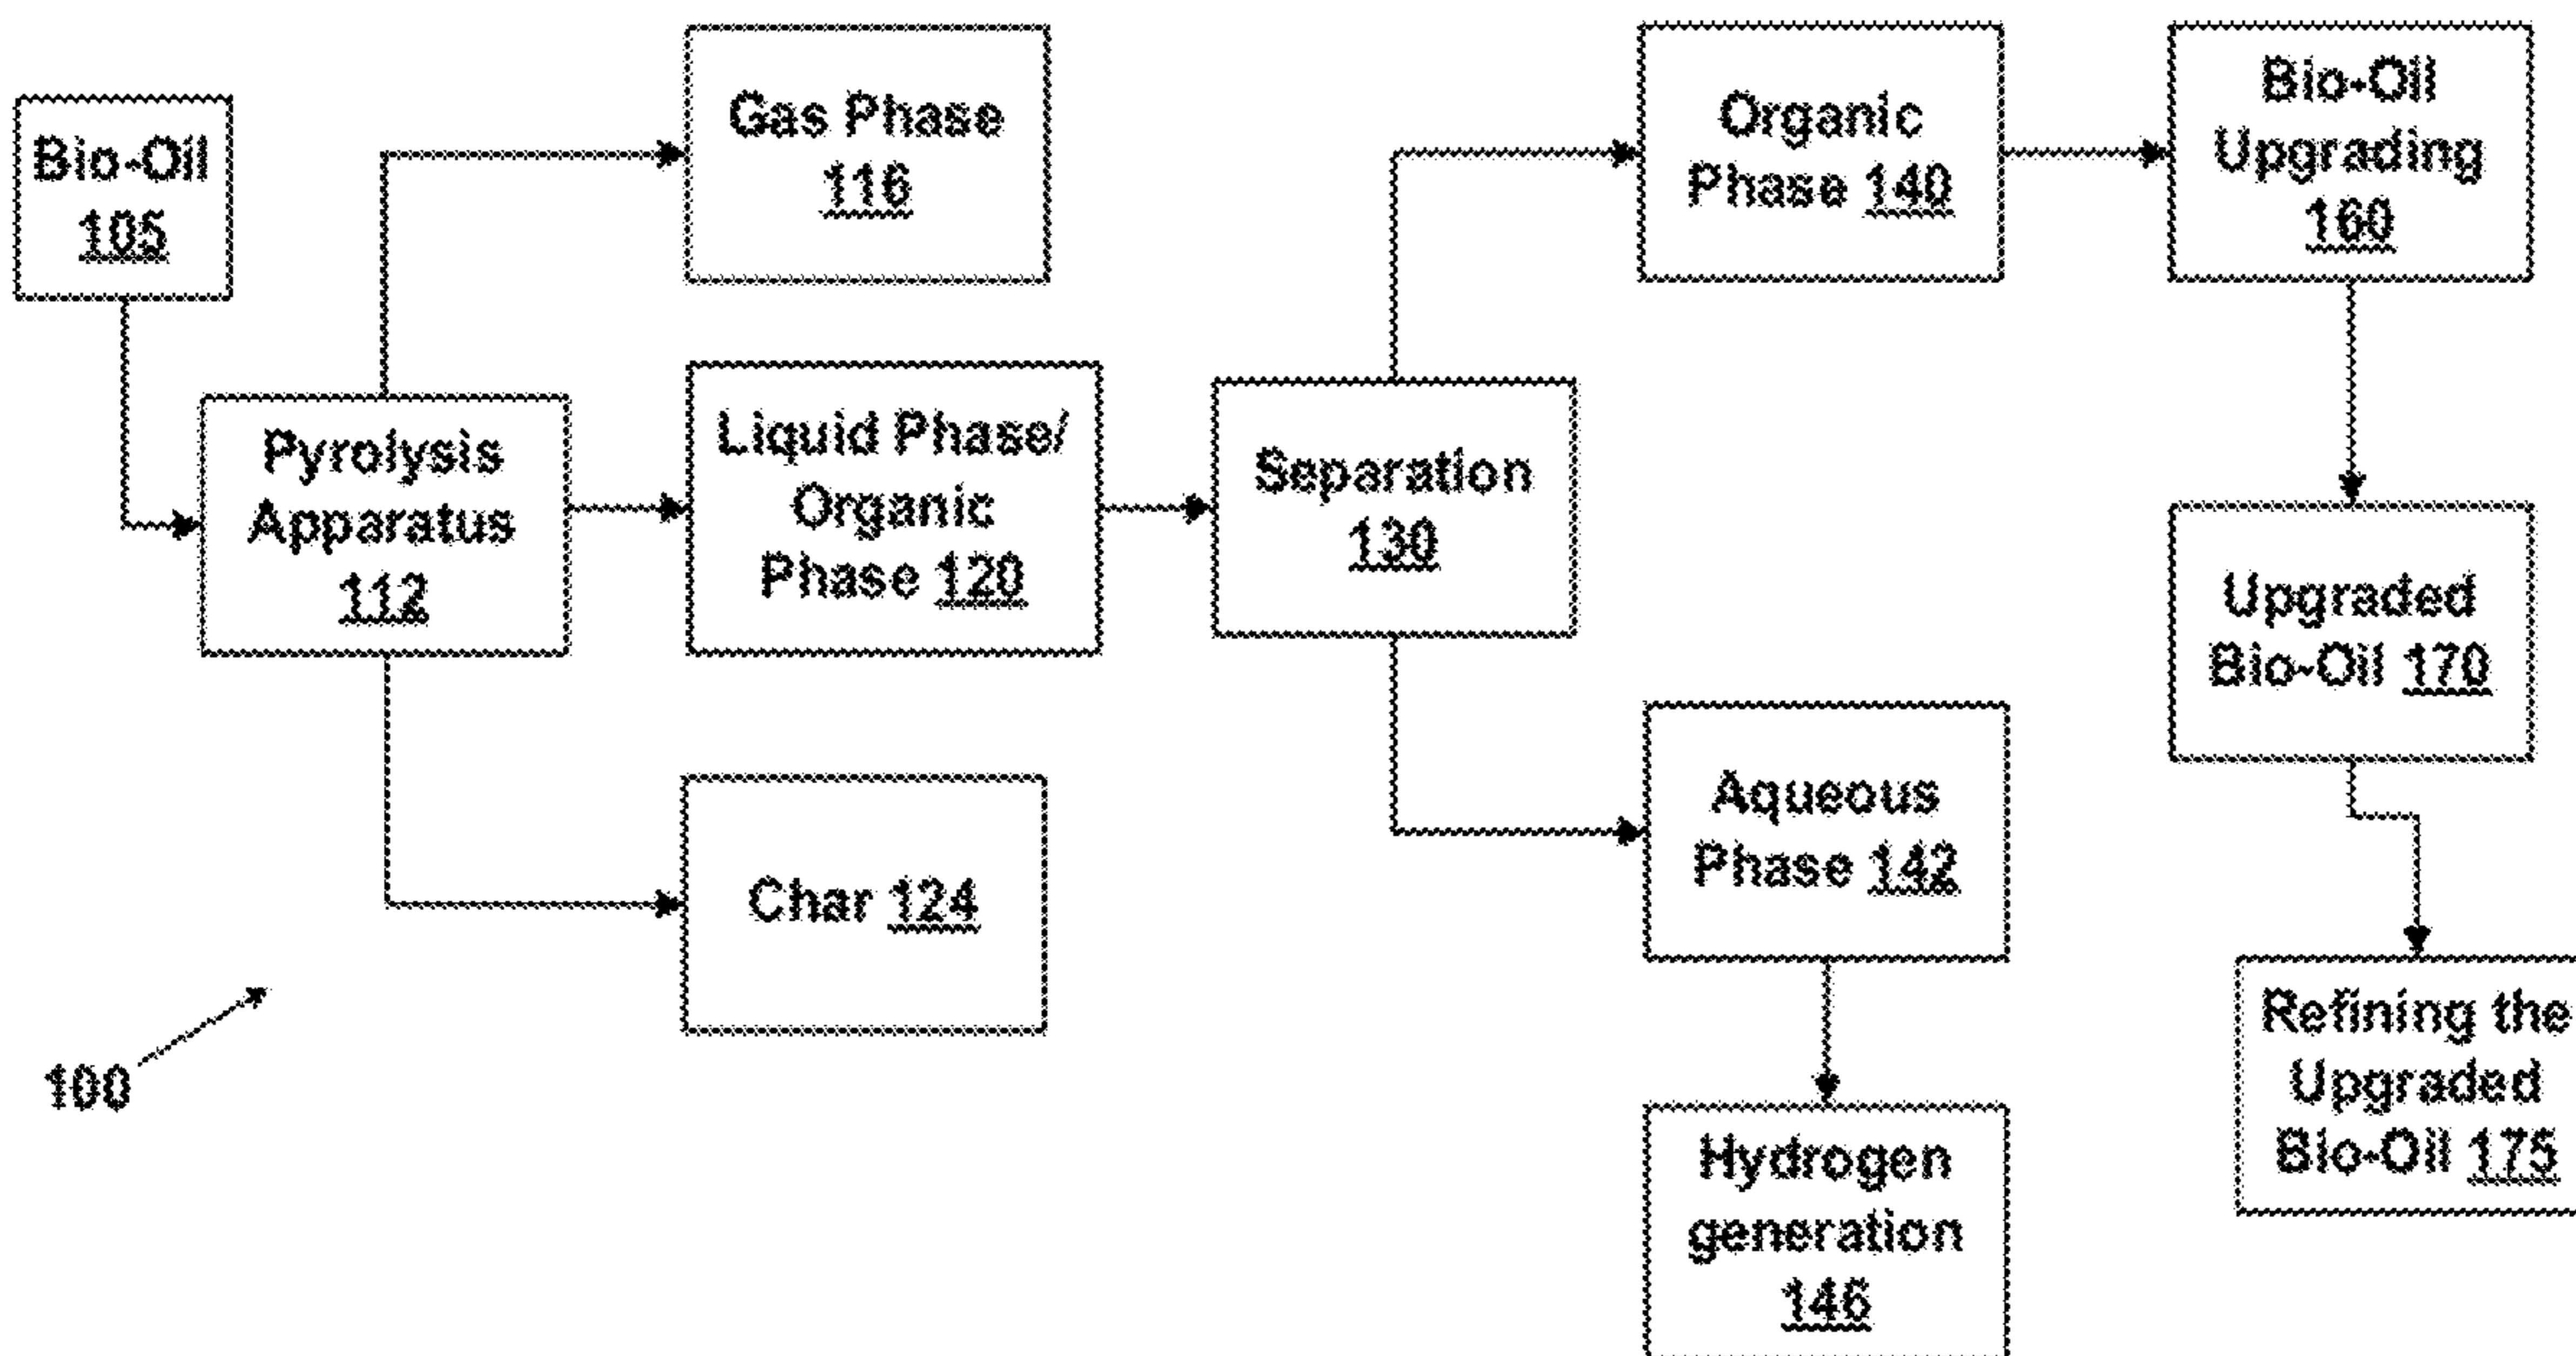 Bio-Oil
105
Pyrolysis
Apparatus
112
Gas Phase
116
Liquid Phase/
Organic
Phase 120
Char 124
Separation
130
Organic
Phase 140
Aqueous
Phase 142
Hydrogen
generation
146
Bio-Oil
Upgrading
160
Upgraded
Bio-Oil 170
Refining the
Upgraded
Bio-Oil 175
100